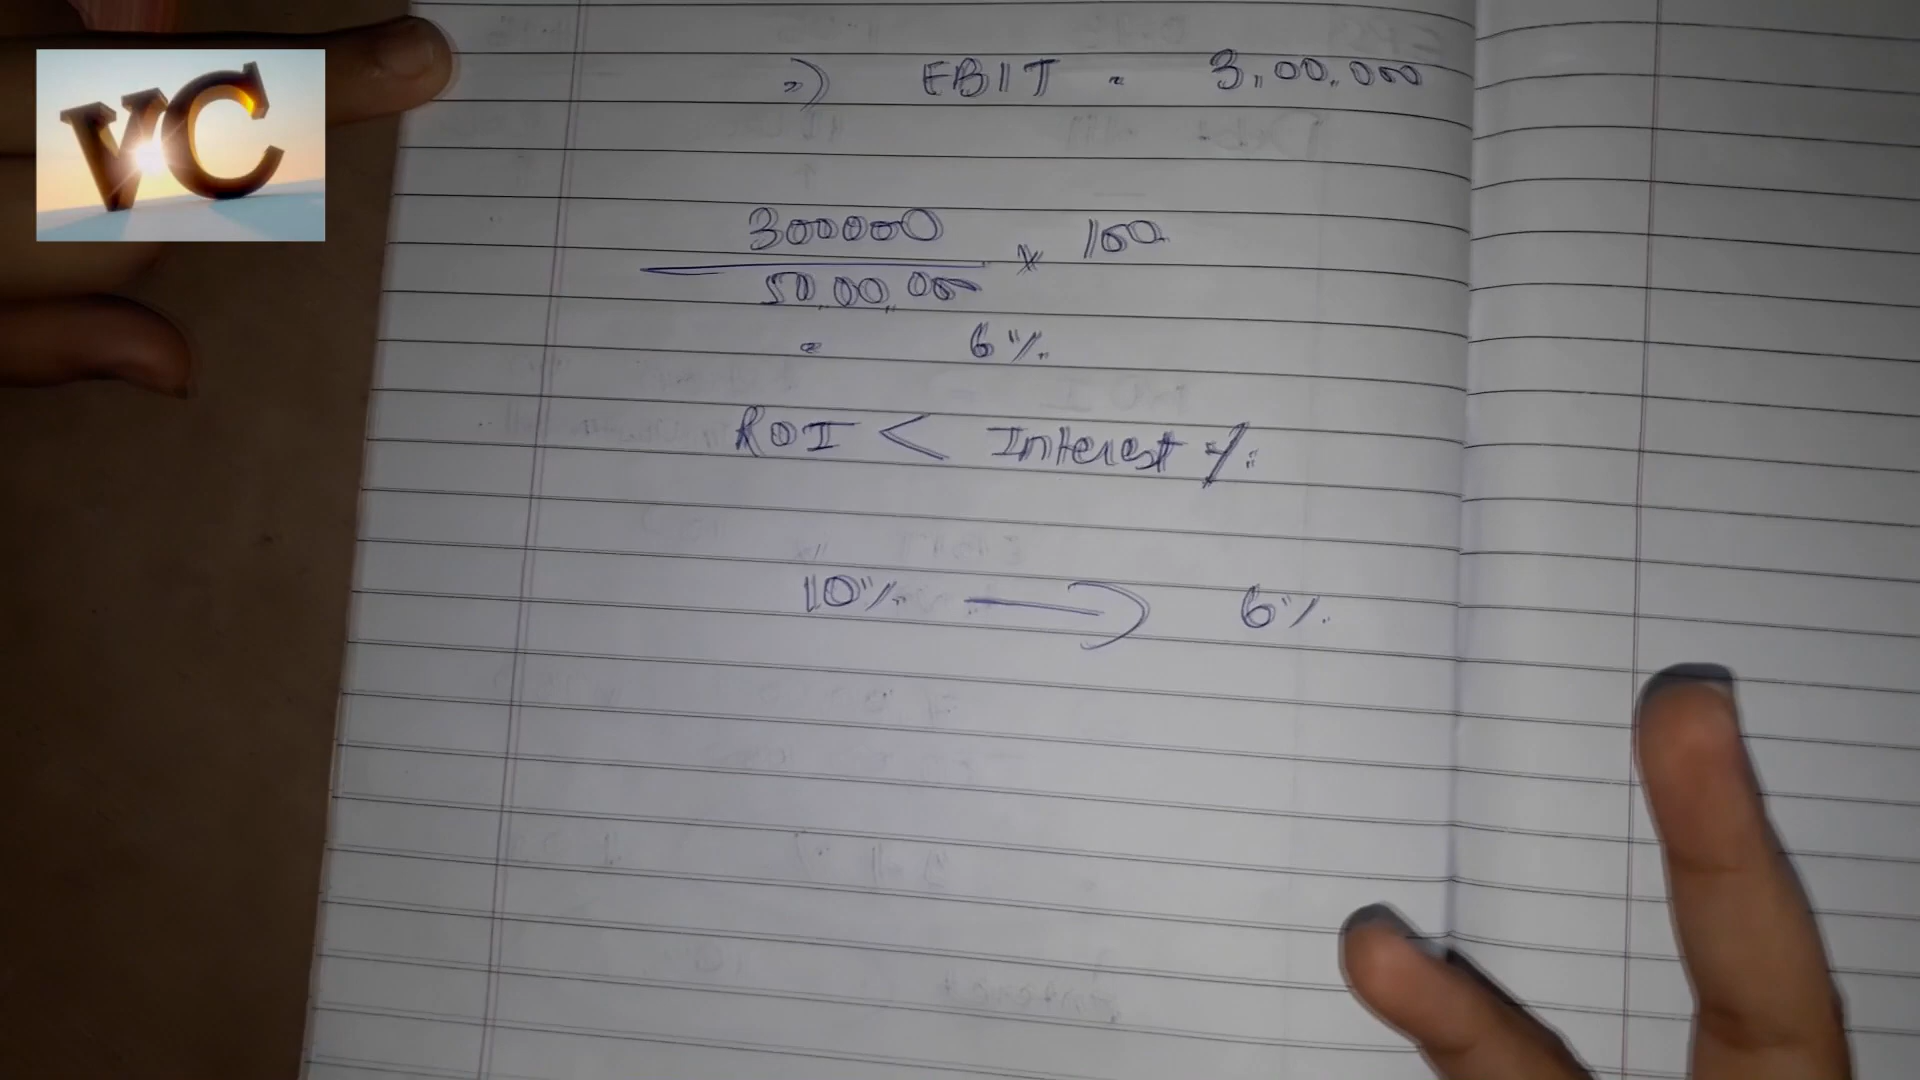 VC
=) EBIT = 3,00,000
300000
50,00,000
* 100
= 6%
ROI < Interest %
10% → 6%